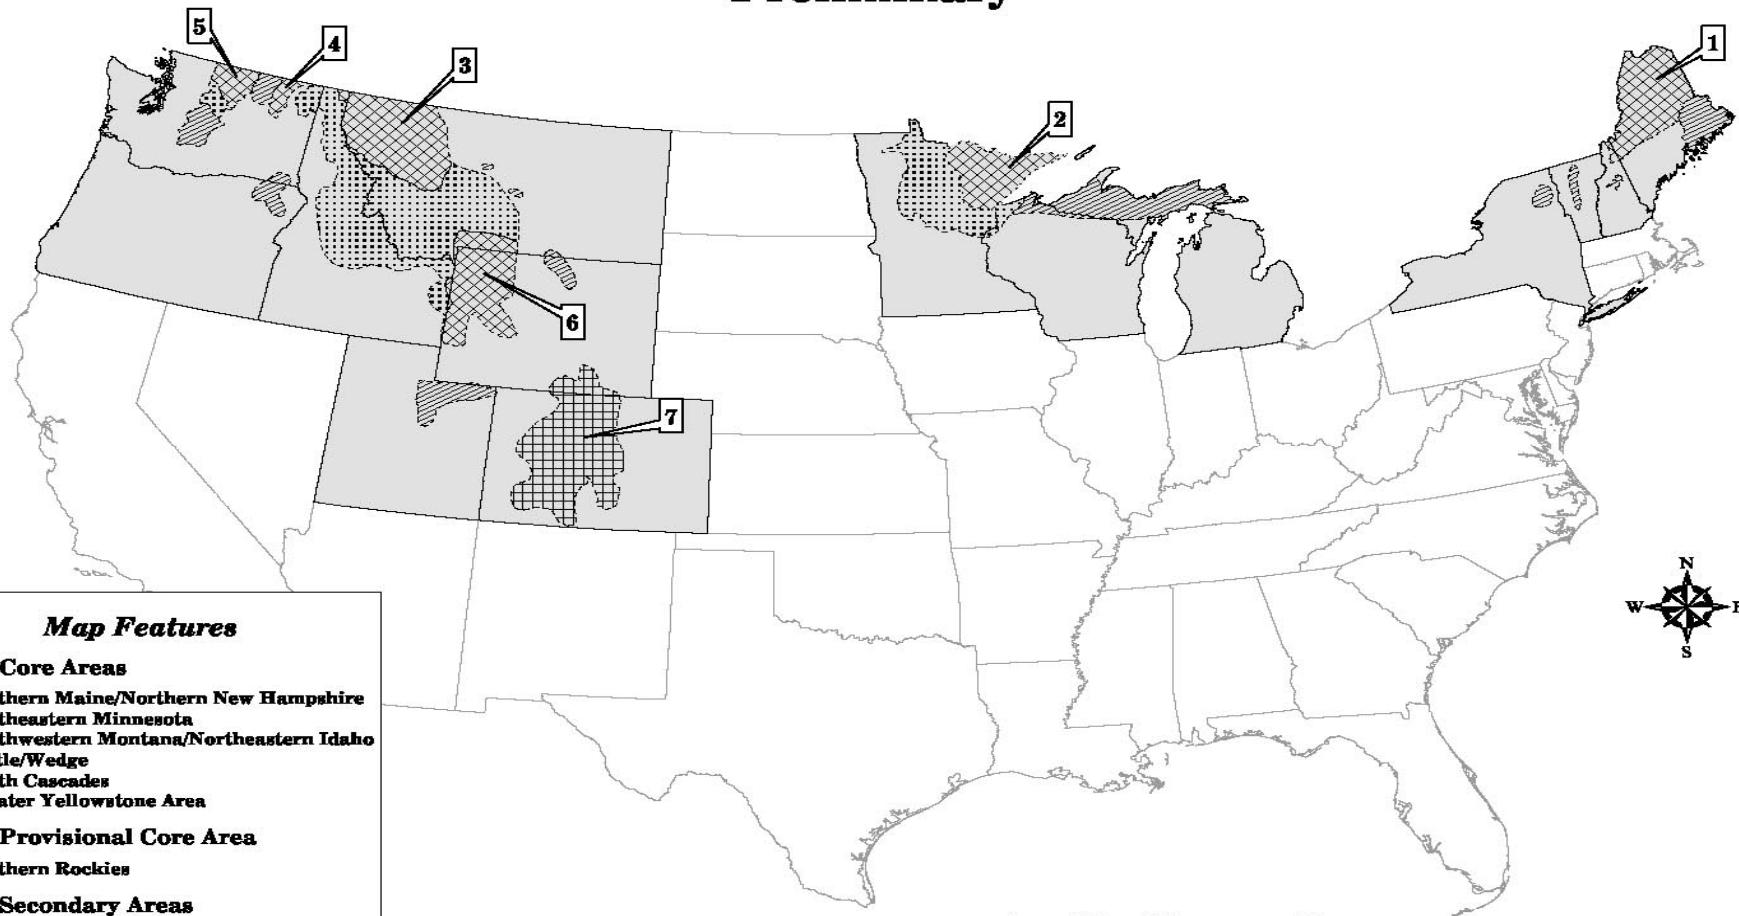 5
4
3
1
2
6
7
N
W
S
Map Features
Core Areas
thern Maine/Northern New Hampshire
theastern Minnesota
thwestern Montana/Northeastern Idaho
tle/Wedge
th Cascades
ater Yellowstone Area
Provisional Core Area
thern Rockies
Secondary Areas